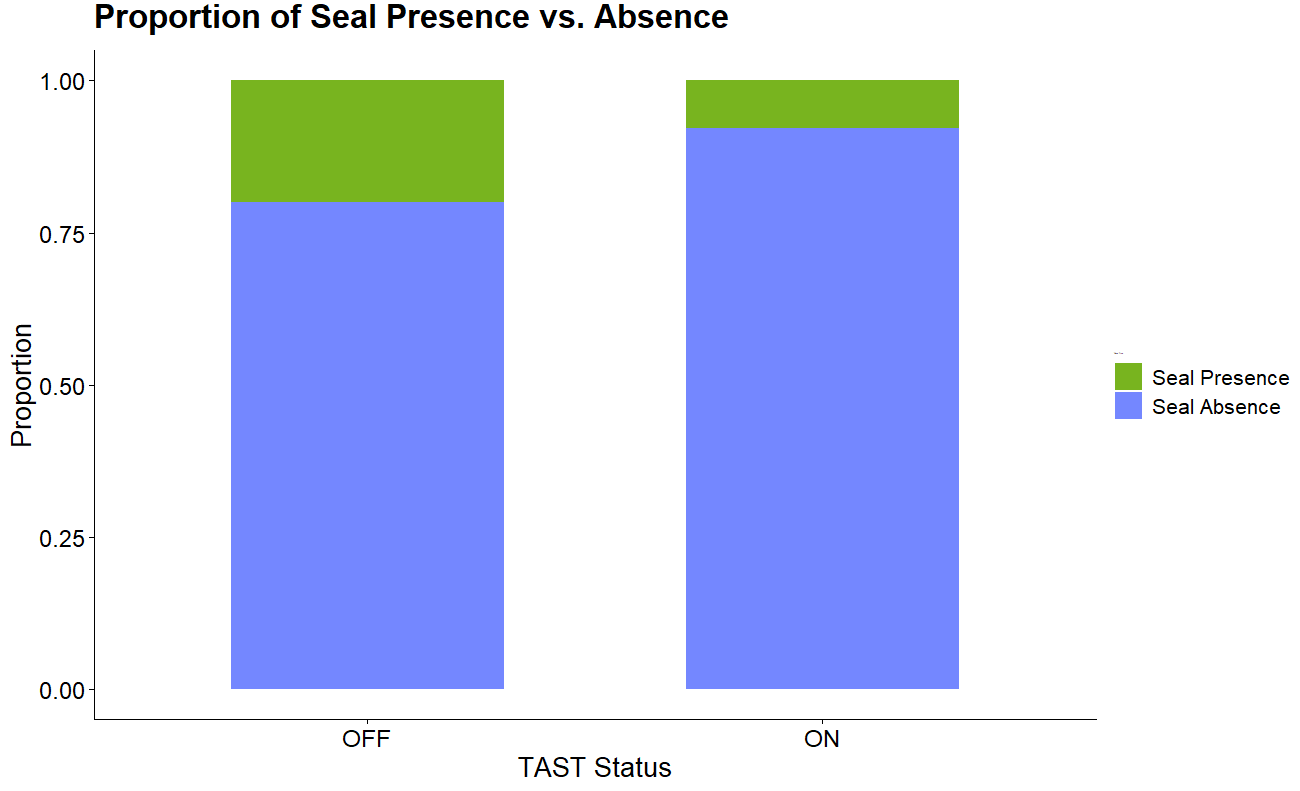 Proportion of Seal Presence vs. Absence
1.00
0.75
0.50
0.25
0.00
Proportion
OFF
ON
TAST Status
Seal Presence
Seal Absence